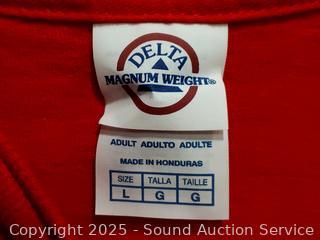 DELTA
MAGNUM WEIGHT®
ADULT ADULTO ADULTE
MADE IN HONDURAS
SIZE TALLA TAILLE
L G G
Copyright 2025 - Sound Auction Service